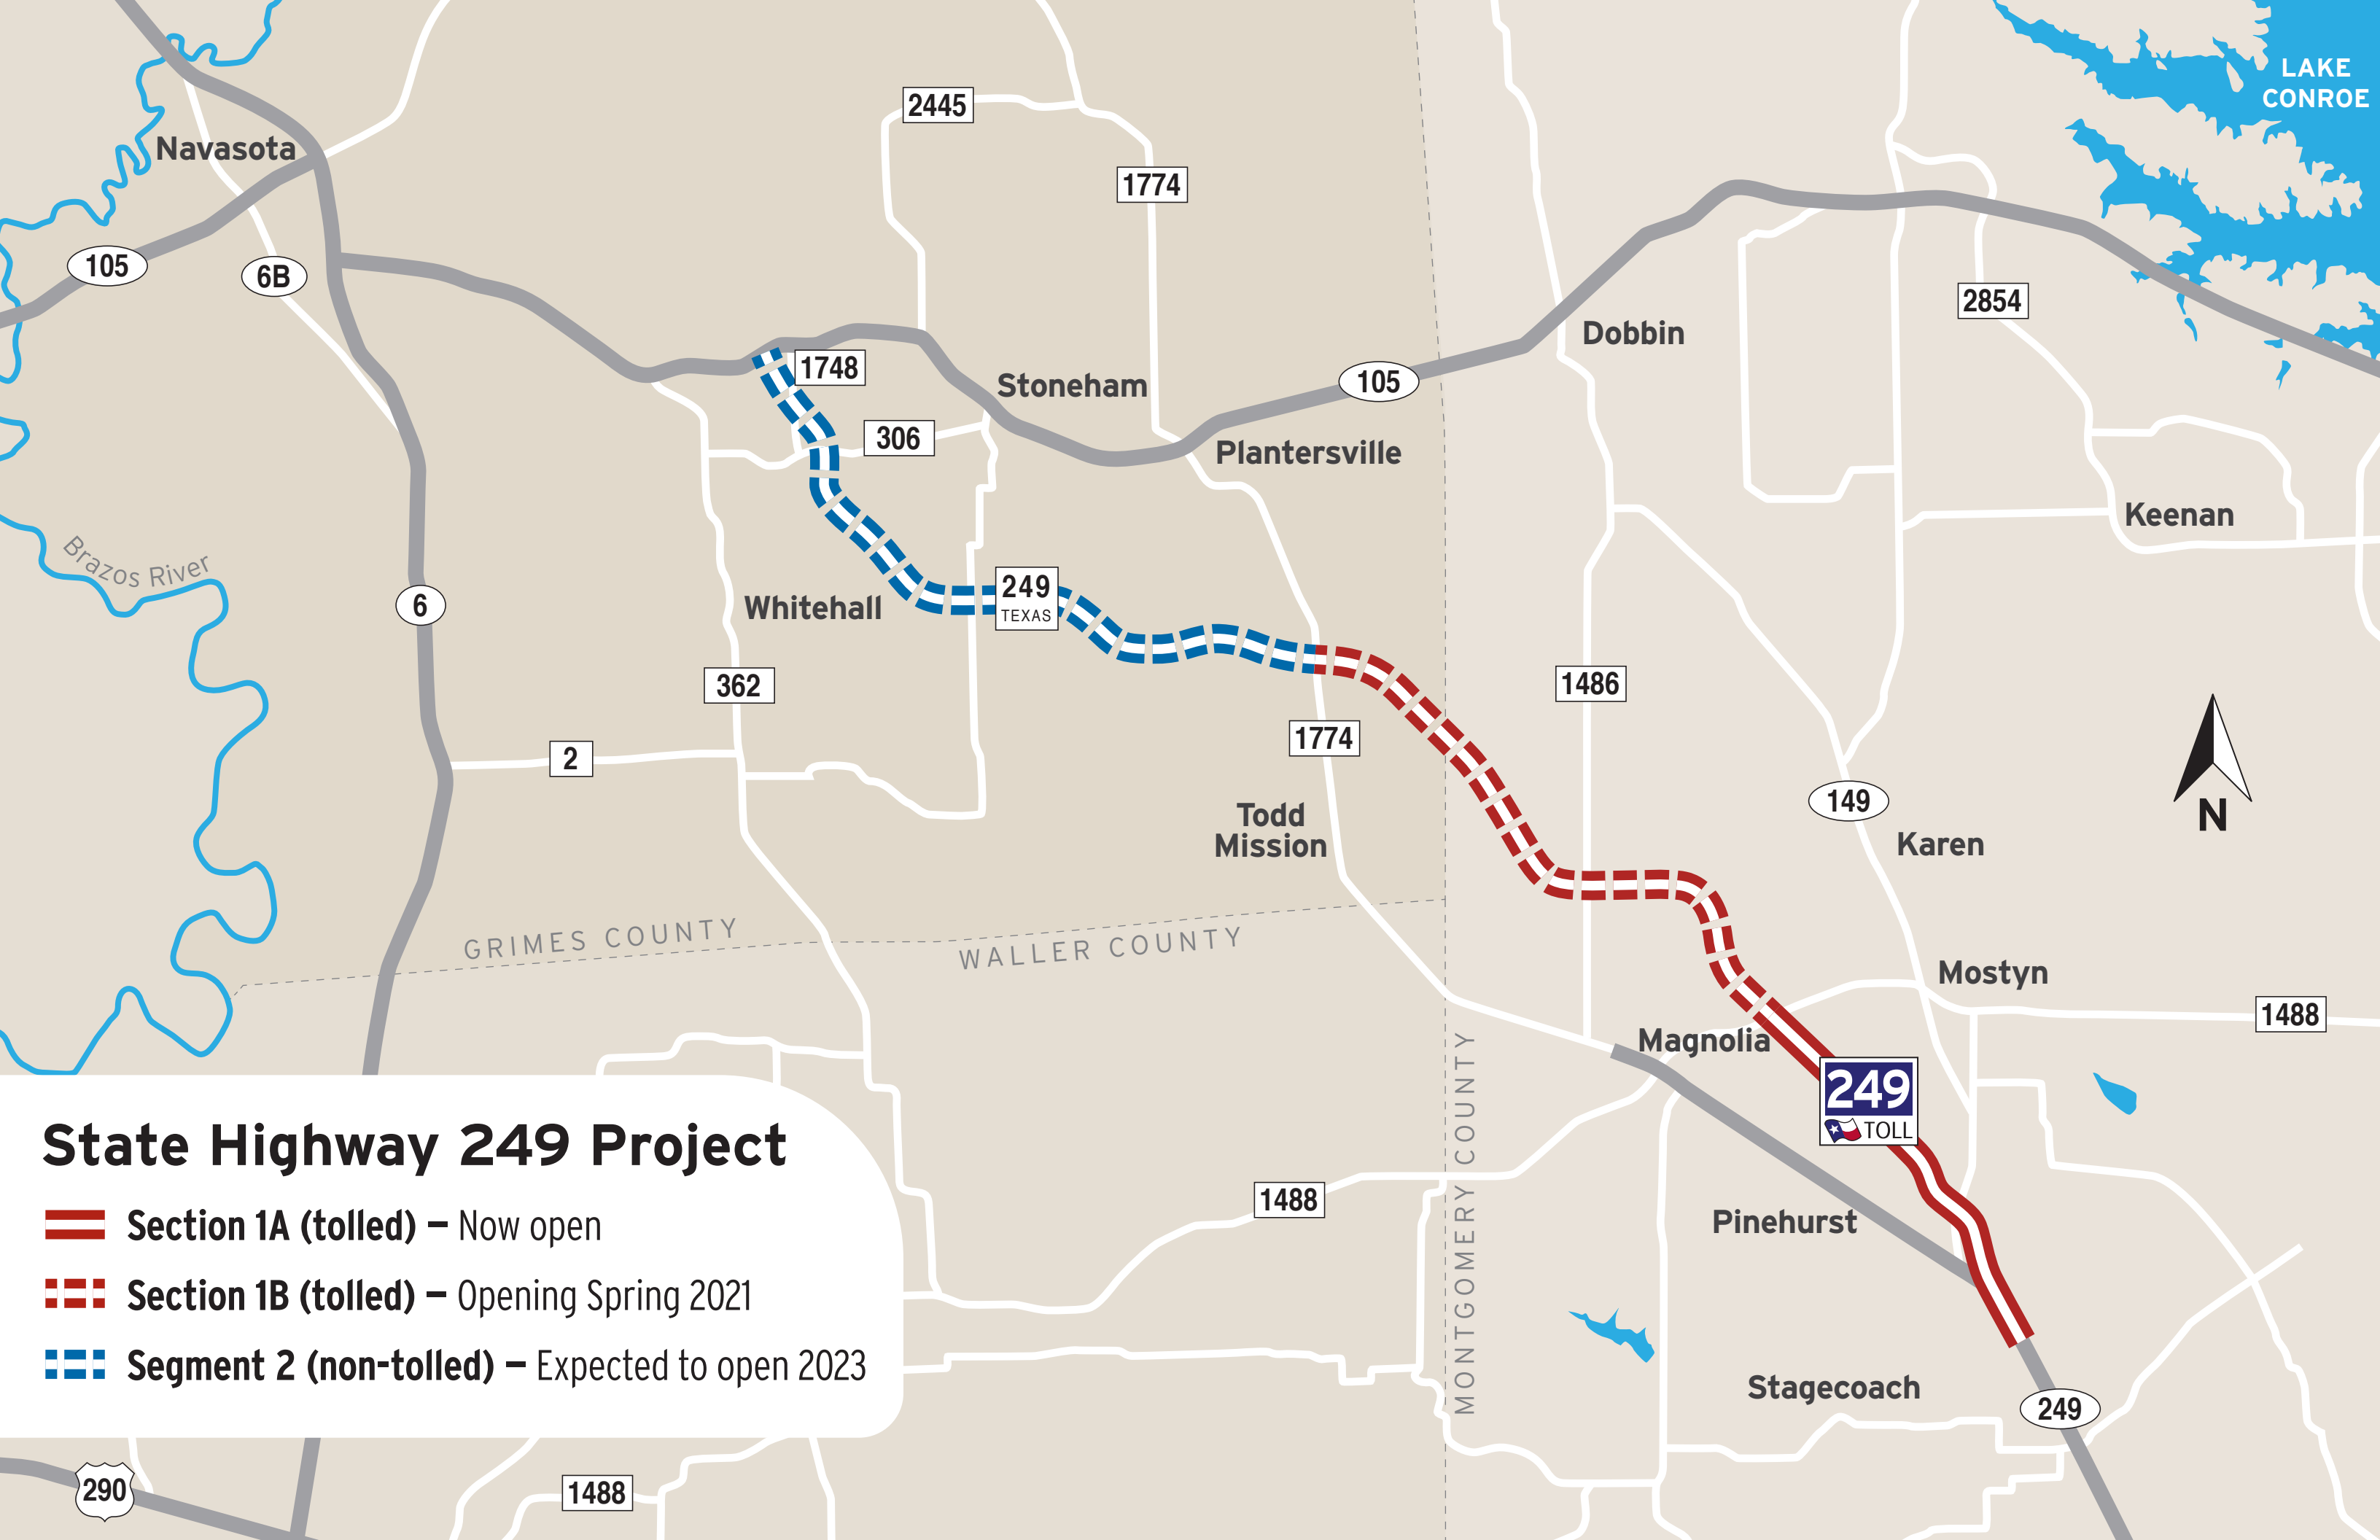 LAKE
CONROE
2445
Navasota
1774
105
6B
2854
Dobbin
1748
Stoneham
105
306
Plantersville
Keenan
Brazos River
249
TEXAS
6
Whitehall
362
1486
1774
2
149
Todd
Mission
N
Karen
GRIMES COUNTY
WALLER COUNTY
Mostyn
1488
Magnolia
MONTGOMERY COUNTY
249
TOLL
1488
Pinehurst
State Highway 249 Project
Section 1A (tolled) – Now open
Section 1B (tolled) – Opening Spring 2021
Segment 2 (non-tolled) – Expected to open 2023
Stagecoach
249
290
1488